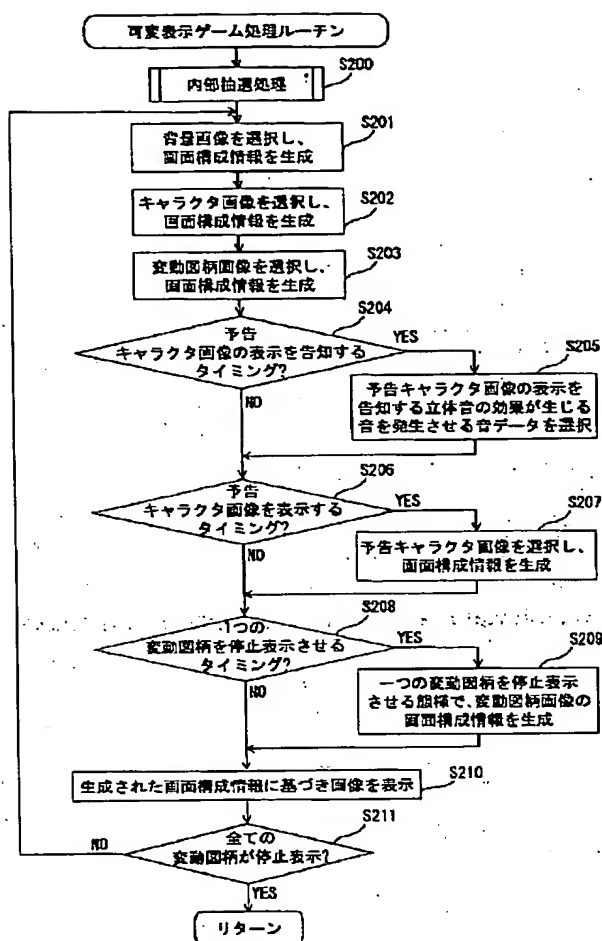 可変表示ゲーム処理ルーチン
S200
内部抽選処理
S201
背景画像を選択し、
画面構成情報を生成
S202
キャラクタ画像を選択し、
画面構成情報を生成
S203
変動図柄画像を選択し、
画面構成情報を生成
S204
予告
キャラクタ画像の表示を告知する
タイミング?
YES
NO
S205
予告キャラクタ画像の表示を
告知する立体音の効果が生じる
音を発生させる音データを選択
S206
予告
キャラクタ画像を表示する
タイミング?
YES
NO
S207
予告キャラクタ画像を選択し、
画面構成情報を生成
S208
1つの
変動図柄を停止表示させる
タイミング?
YES
NO
S209
一つの変動図柄を停止表示
させる態様で、変動図柄画像の
画面構成情報を生成
S210
生成された画面構成情報に基づき画像を表示
S211
全ての
変動図柄が停止表示?
NO
YES
リターン